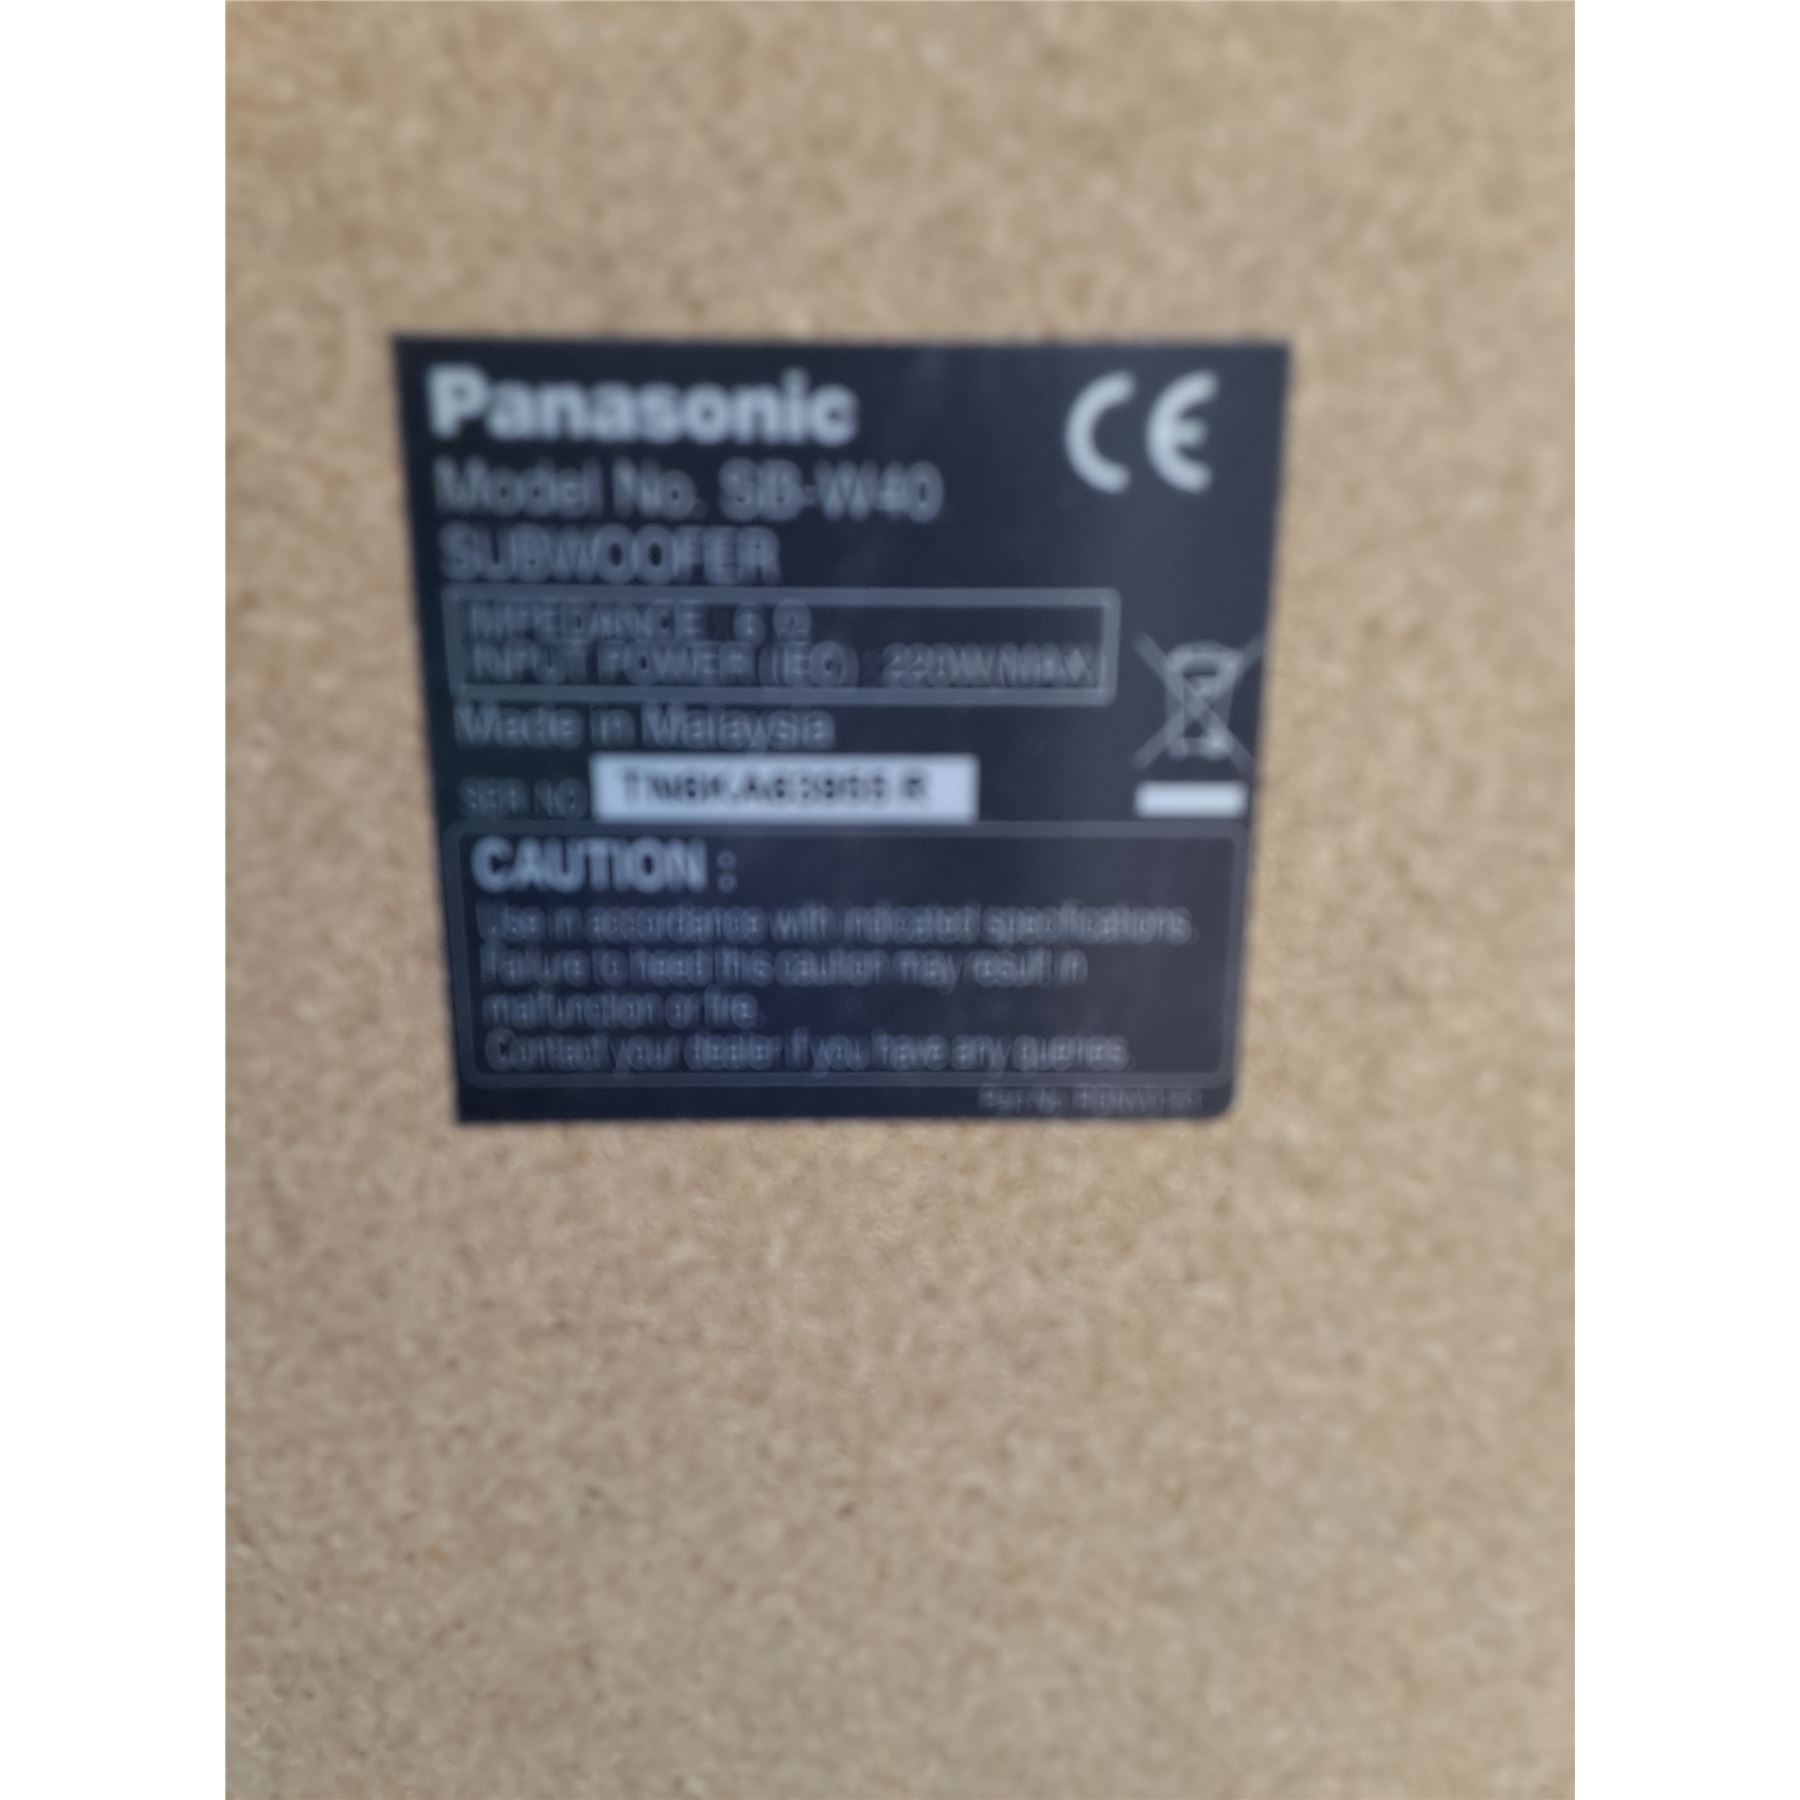 Panasonic CE
Model No. SB-W40
SUBWOOFER
IMPEDANCE 6 Ω
INPUT POWER (IEC) 220W(MAX)
Made in Malaysia
SER.NO.
CAUTION :
Use in accordance with indicated specifications.
Failure to heed this caution may result in
malfunction or fire.
Contact your dealer if you have any queries.